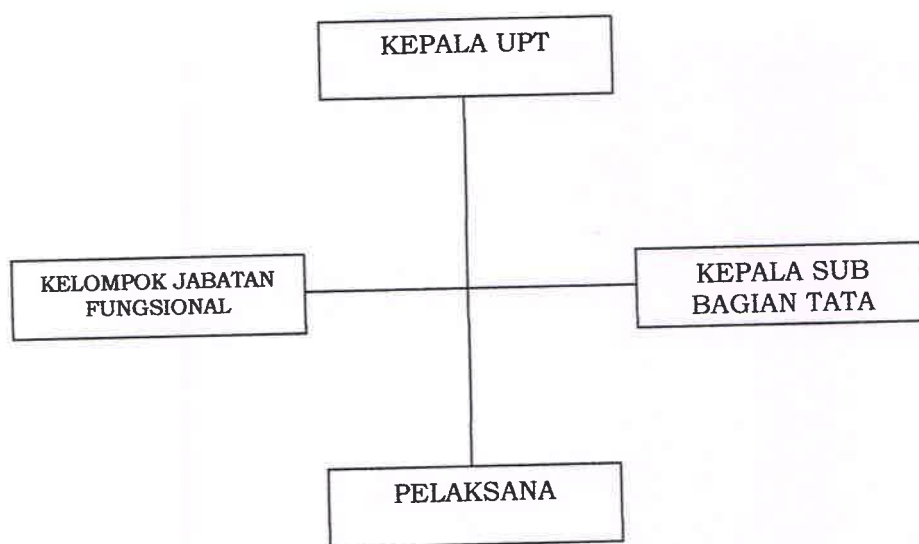 KEPALA UPT
KELOMPOK JABATAN
FUNGSIONAL
KEPALA SUB
BAGIAN TATA
PELAKSANA